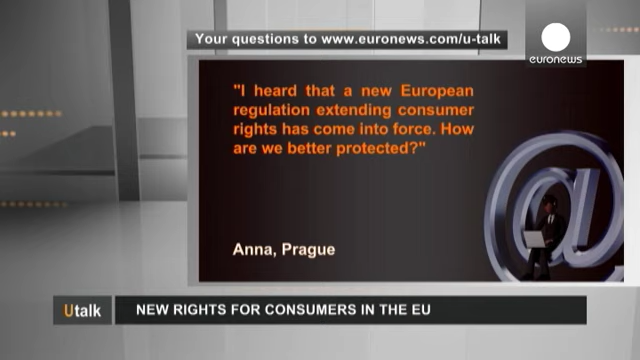 Your questions to www.euronews.com/u-talk
euronews
"I heard that a new European
regulation extending consumer
rights has come into force. How
are we better protected?"
Anna, Prague
Utalk
NEW RIGHTS FOR CONSUMERS IN THE EU